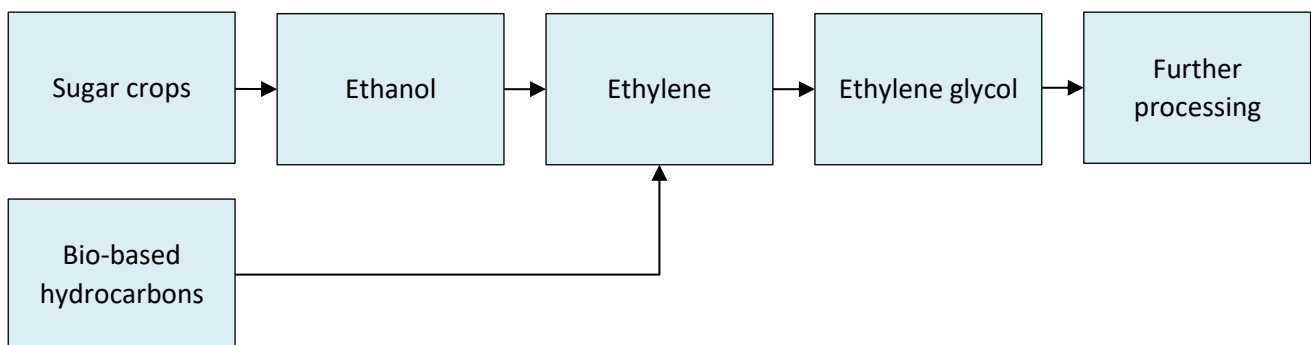 Sugar crops
Ethanol
Ethylene
Ethylene glycol
Further
processing
Bio-based
hydrocarbons